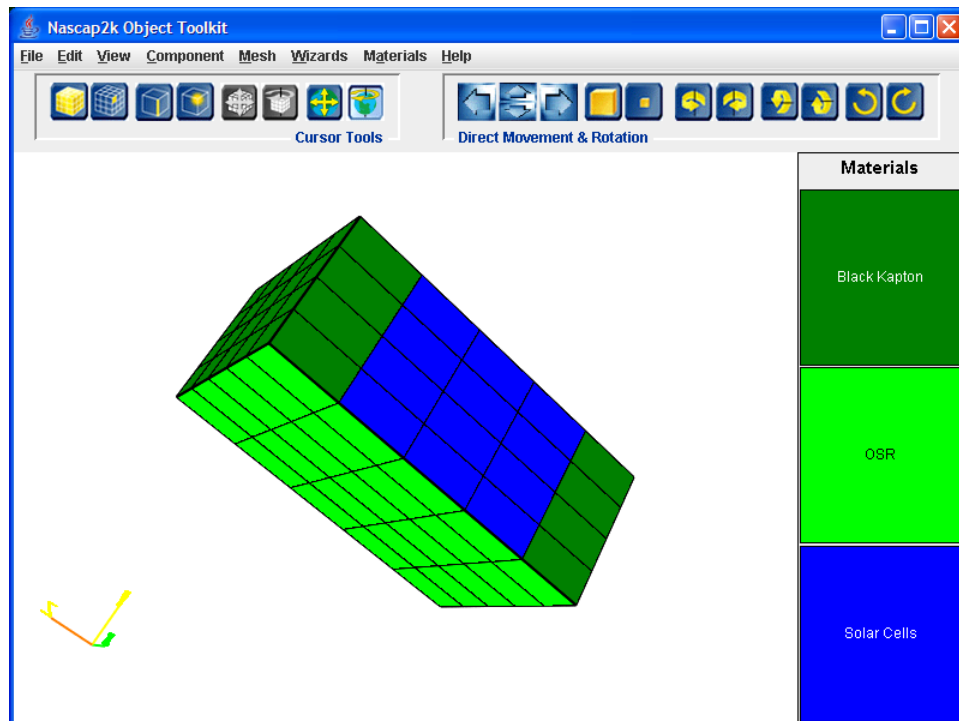 Nascap2k Object Toolkit
File Edit View Component Mesh Wizards Materials Help
Cursor Tools
Direct Movement & Rotation
Materials
Black Kapton
OSR
Solar Cells